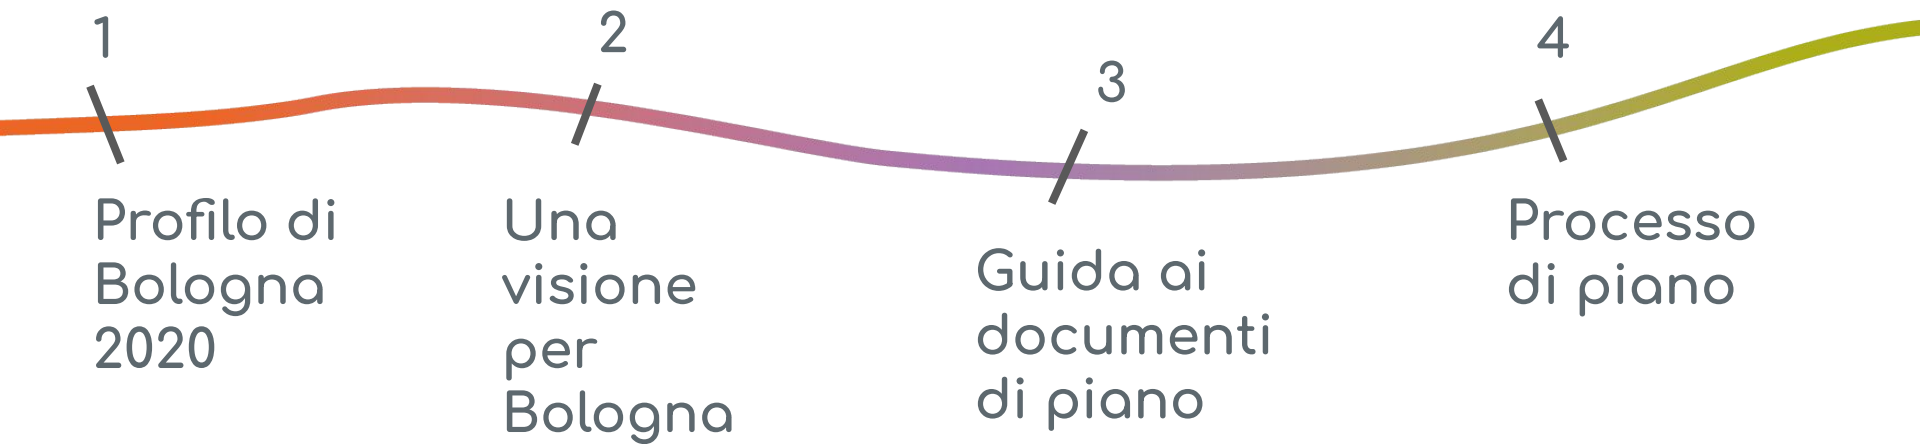 1
Profilo di
Bologna
2020
2
Una
visione
per
Bologna
3
Guida ai
documenti
di piano
4
Processo
di piano